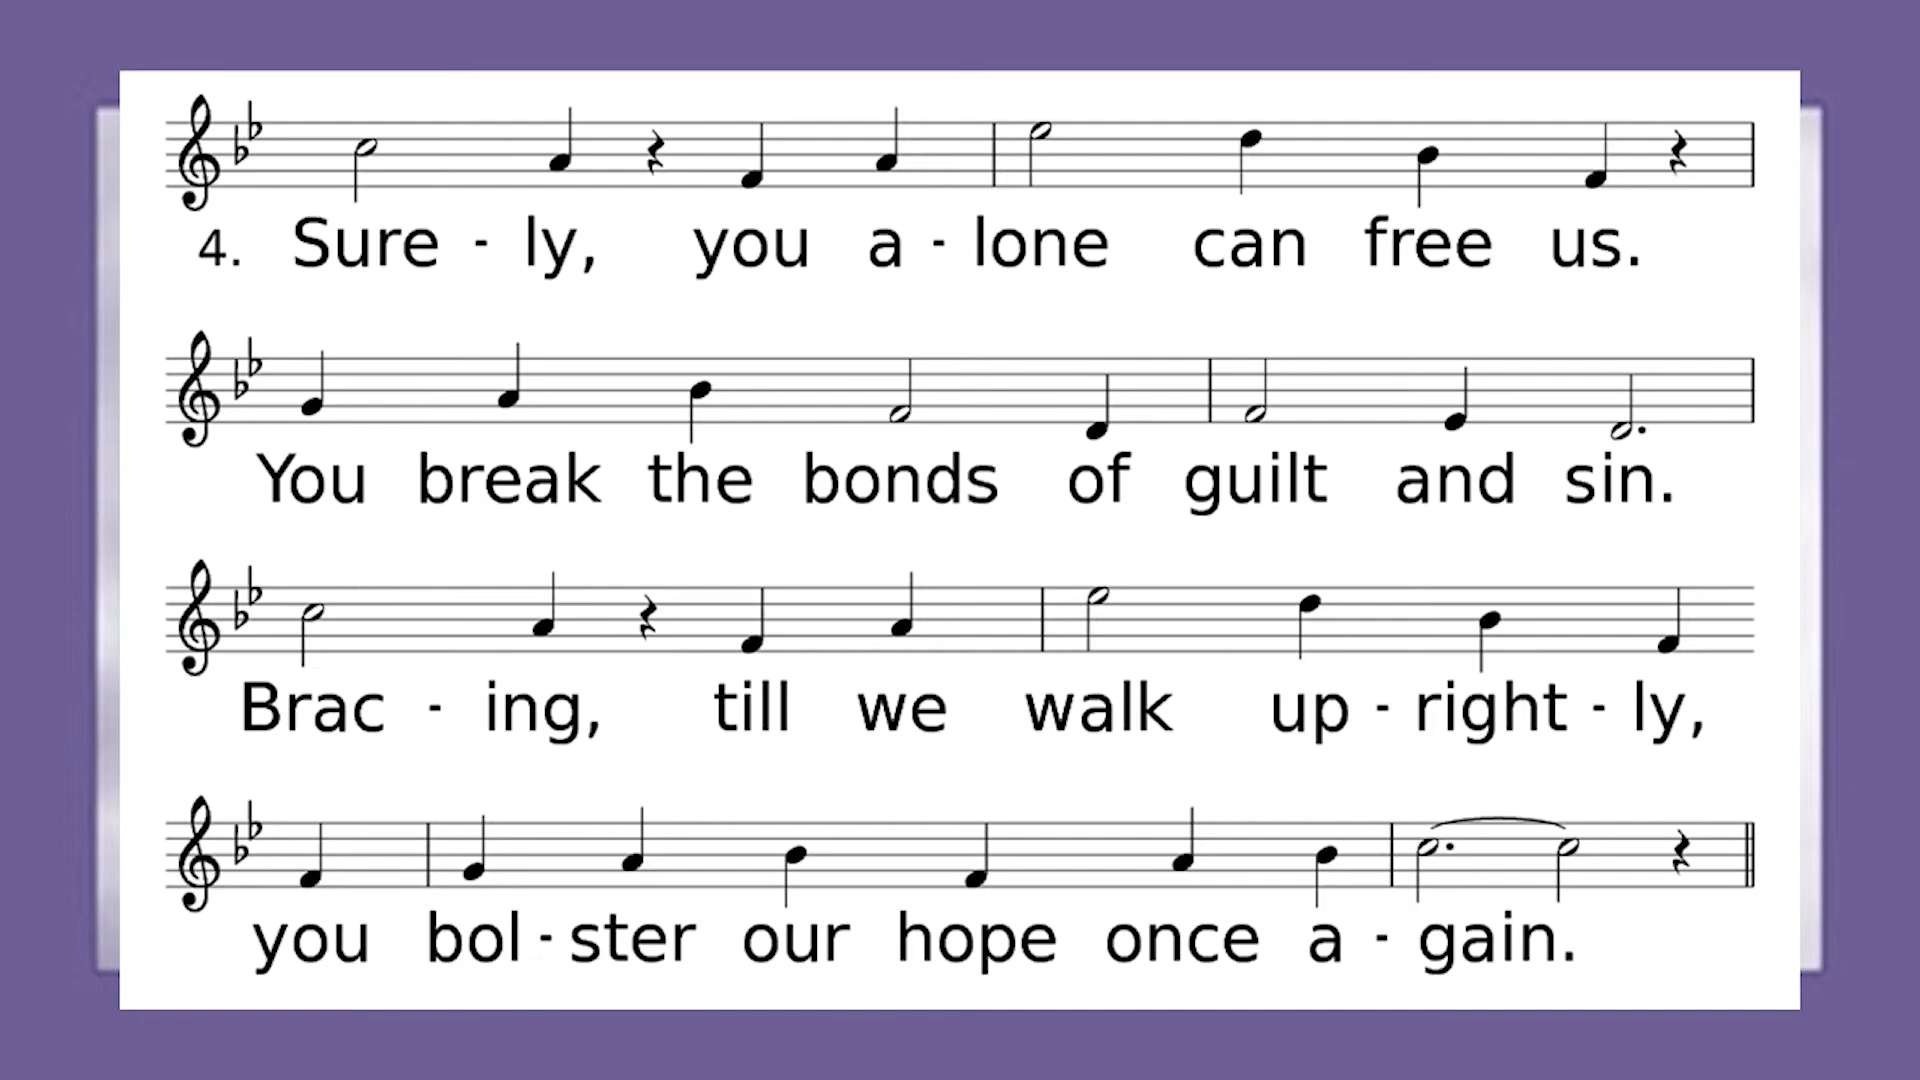 4. Sure - ly, you a - lone can free us.
You break the bonds of guilt and sin.
Brac - ing, till we walk up - right - ly,
you bol - ster our hope once a - gain.